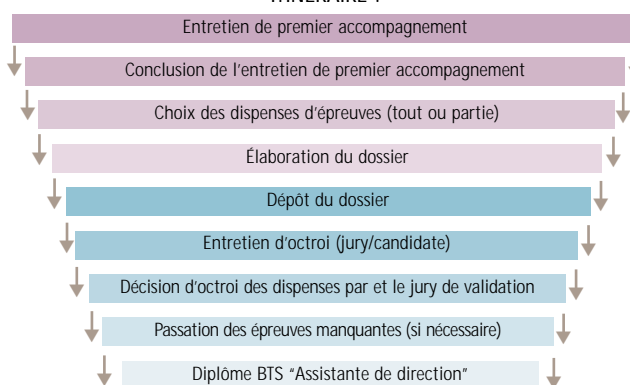 Entretien de premier accompagnement
Conclusion de l'entretien de premier accompagnement
Choix des dispenses d'épreuves (tout ou partie)
Élaboration du dossier
Dépôt du dossier
Entretien d'octroi (jury/candidate)
Décision d'octroi des dispenses par et le jury de validation
Passation des épreuves manquantes (si nécessaire)
Diplôme BTS "Assistante de direction"